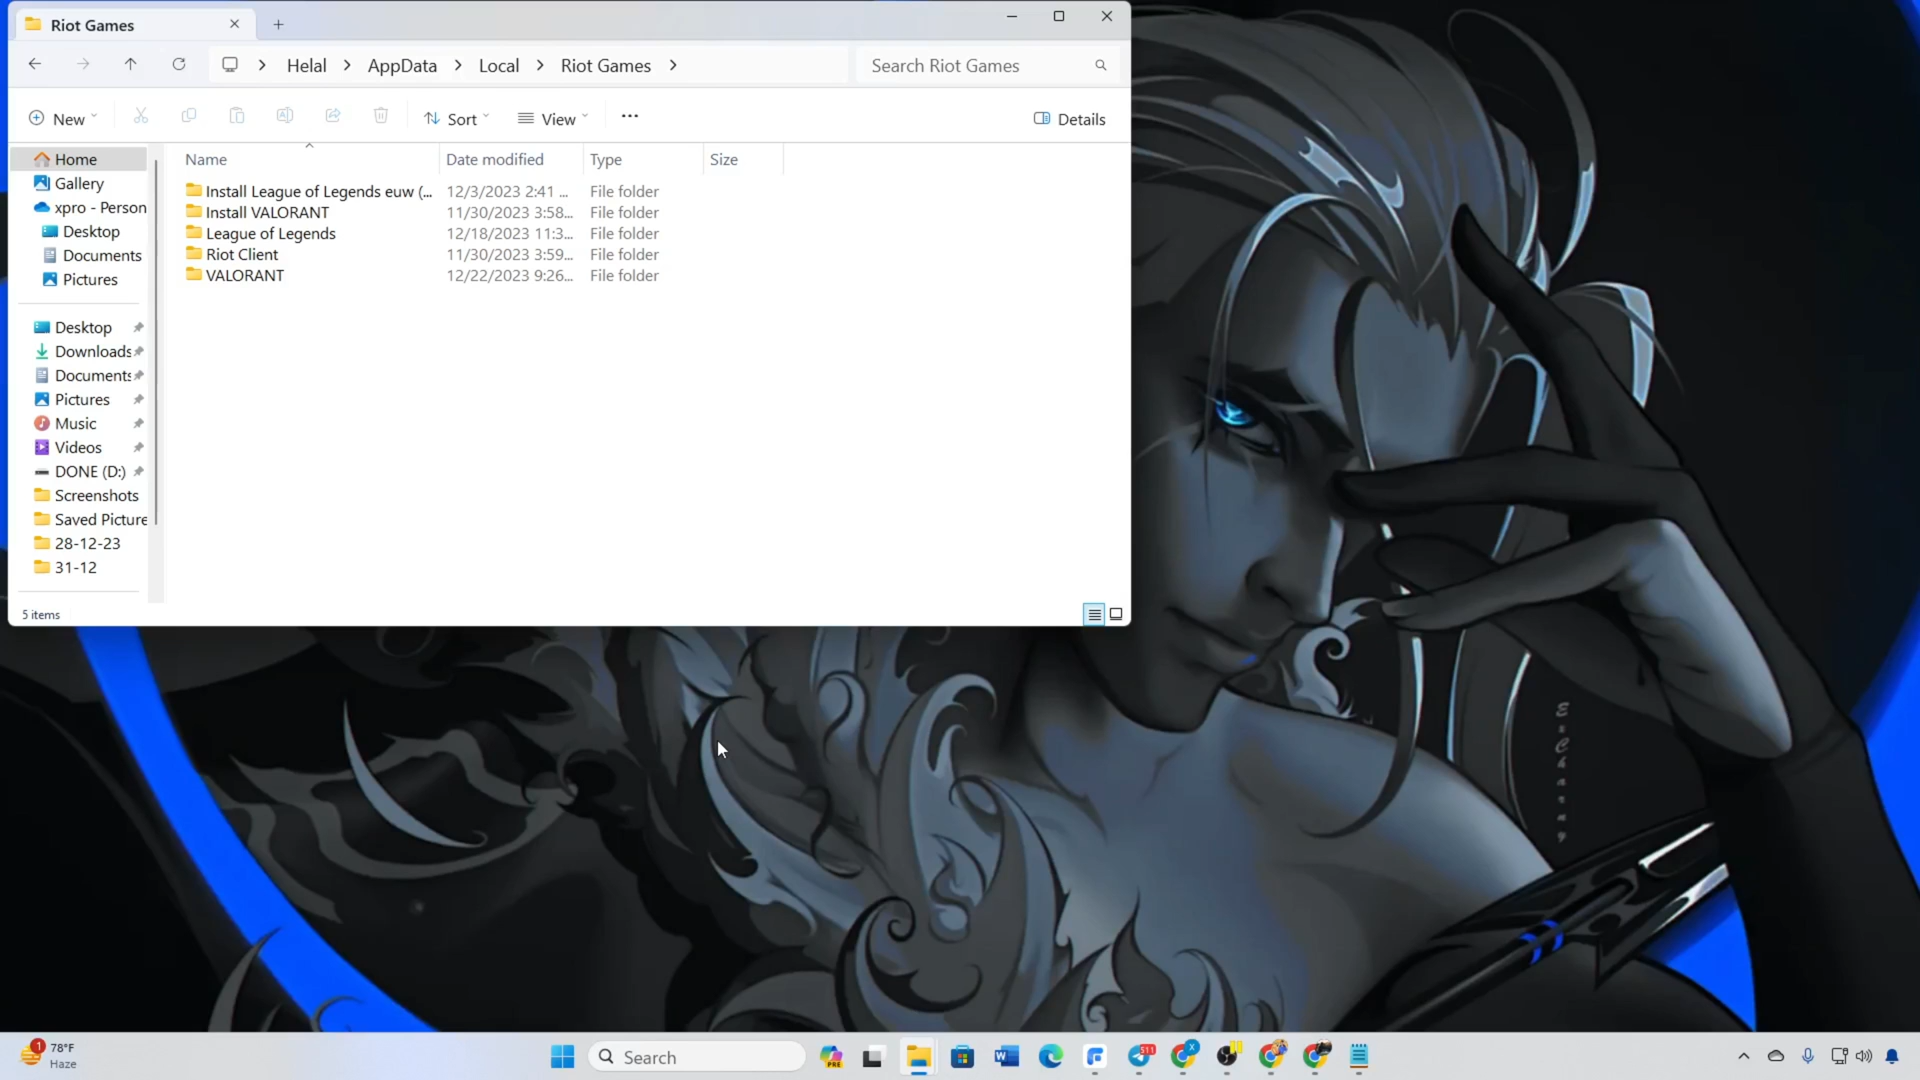 Riot Games
Helal > AppData > Local > Riot Games >
Search Riot Games
New
Sort
View
Details
Name Date modified Type Size
Install League of Legends euw (... 12/3/2023 2:41 ... File folder
Install VALORANT 11/30/2023 3:58... File folder
League of Legends 12/18/2023 11:3... File folder
Riot Client 11/30/2023 3:59... File folder
VALORANT 12/22/2023 9:26... File folder
Home
Gallery
xpro - Person
Desktop
Documents
Pictures
Desktop
Downloads
Documents
Pictures
Music
Videos
DONE (D:)
Screenshots
Saved Picture
28-12-23
31-12
5 items
1
78°F
Haze
Search
PRE
W
511
X